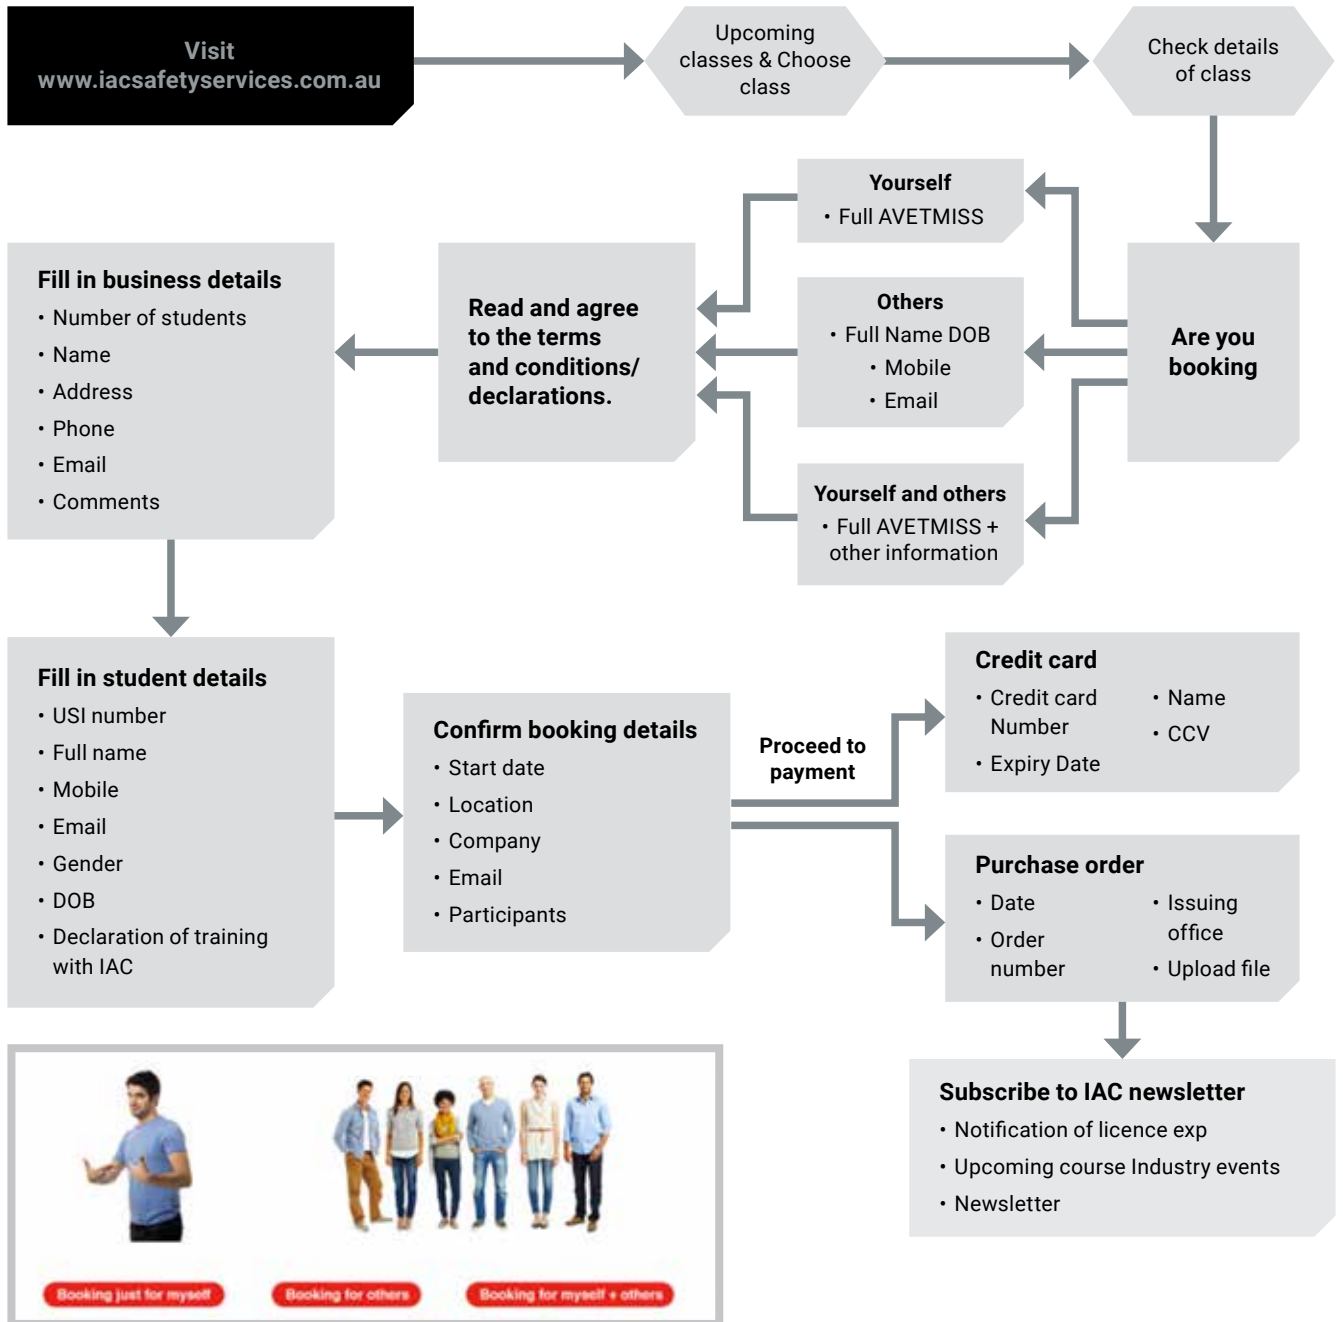 Visit
www.iacsafetyservices.com.au
Upcoming
classes & Choose
class
Check details
of class
Are you
booking
Yourself
• Full AVETMISS
Others
• Full Name DOB
• Mobile
• Email
Yourself and others
• Full AVETMISS +
other information
Read and agree
to the terms
and conditions/
declarations.
Fill in business details
• Number of students
• Name
• Address
• Phone
• Email
• Comments
Fill in student details
• USI number
• Full name
• Mobile
• Email
• Gender
• DOB
• Declaration of training
with IAC
Confirm booking details
• Start date
• Location
• Company
• Email
• Participants
Proceed to
payment
Credit card
• Credit card
Number
• Expiry Date
• Name
• CCV
Purchase order
• Date
• Order
number
• Issuing
office
• Upload file
Subscribe to IAC newsletter
• Notification of licence exp
• Upcoming course Industry events
• Newsletter
Booking just for myself
Booking for others
Booking for myself + others